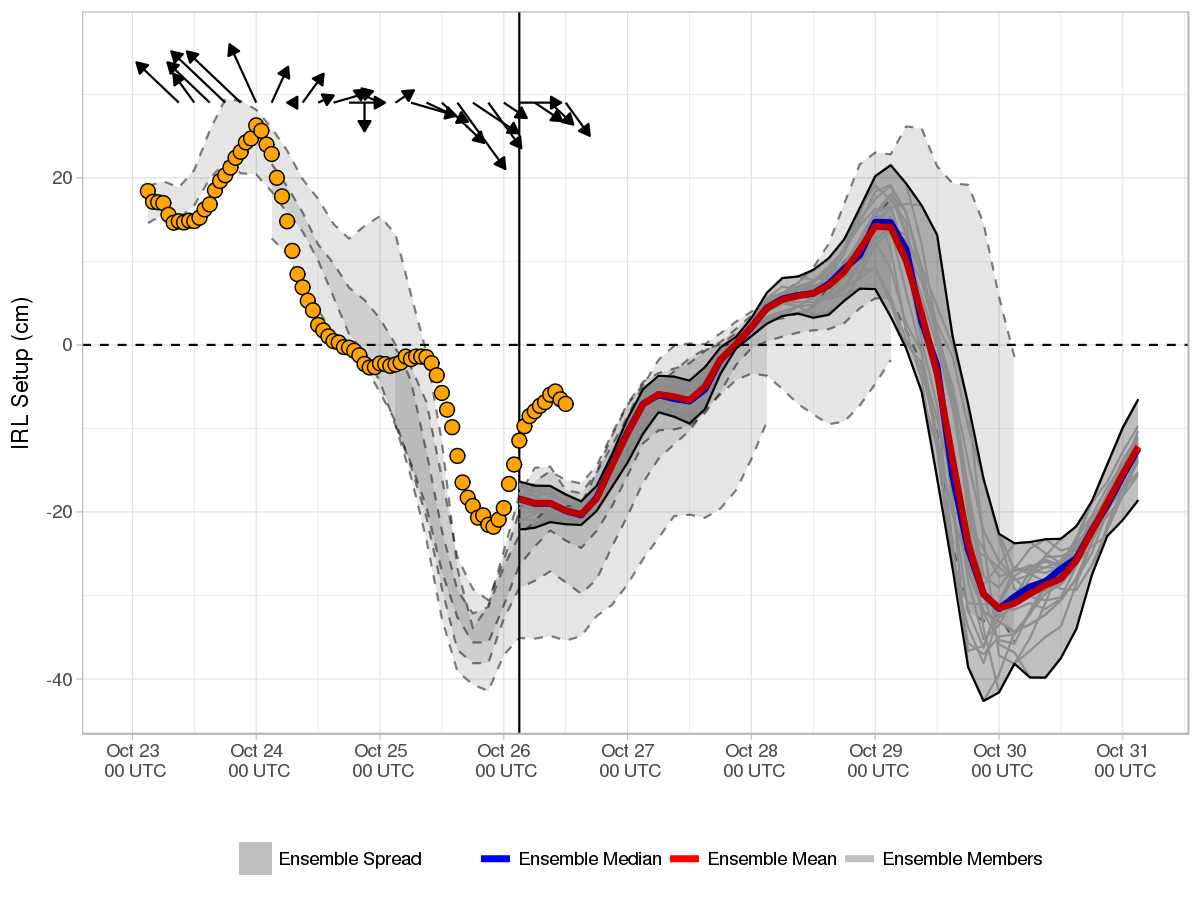 IRL Setup (cm)
20
0
-20
-40
Oct 23 Oct 24 Oct 25 Oct 26 Oct 27 Oct 28 Oct 29 Oct 30 Oct 31
00 UTC 00 UTC 00 UTC 00 UTC 00 UTC 00 UTC 00 UTC 00 UTC 00 UTC
Ensemble Spread Ensemble Median Ensemble Mean Ensemble Members